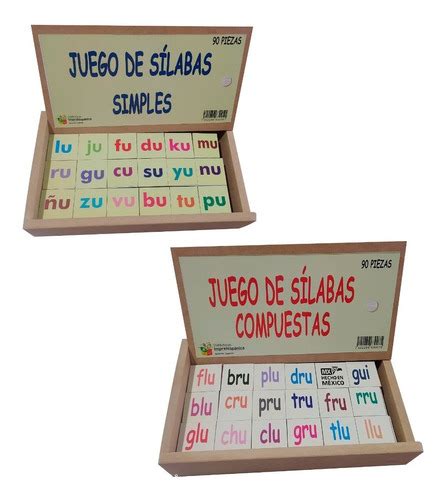 90 PIEZAS
JUEGO DE SÍLABAS
SIMPLES
lu ju fu du ku mu
ru gu cu su yu nu
ñu zu vu bu tu pu
90 PIEZAS
JUEGO DE SÍLABAS
COMPUESTAS
flu bru plu dru HECHO EN MÉXICO gui
blu cru pru tru fru rru
glu chu clu gru tlu llu